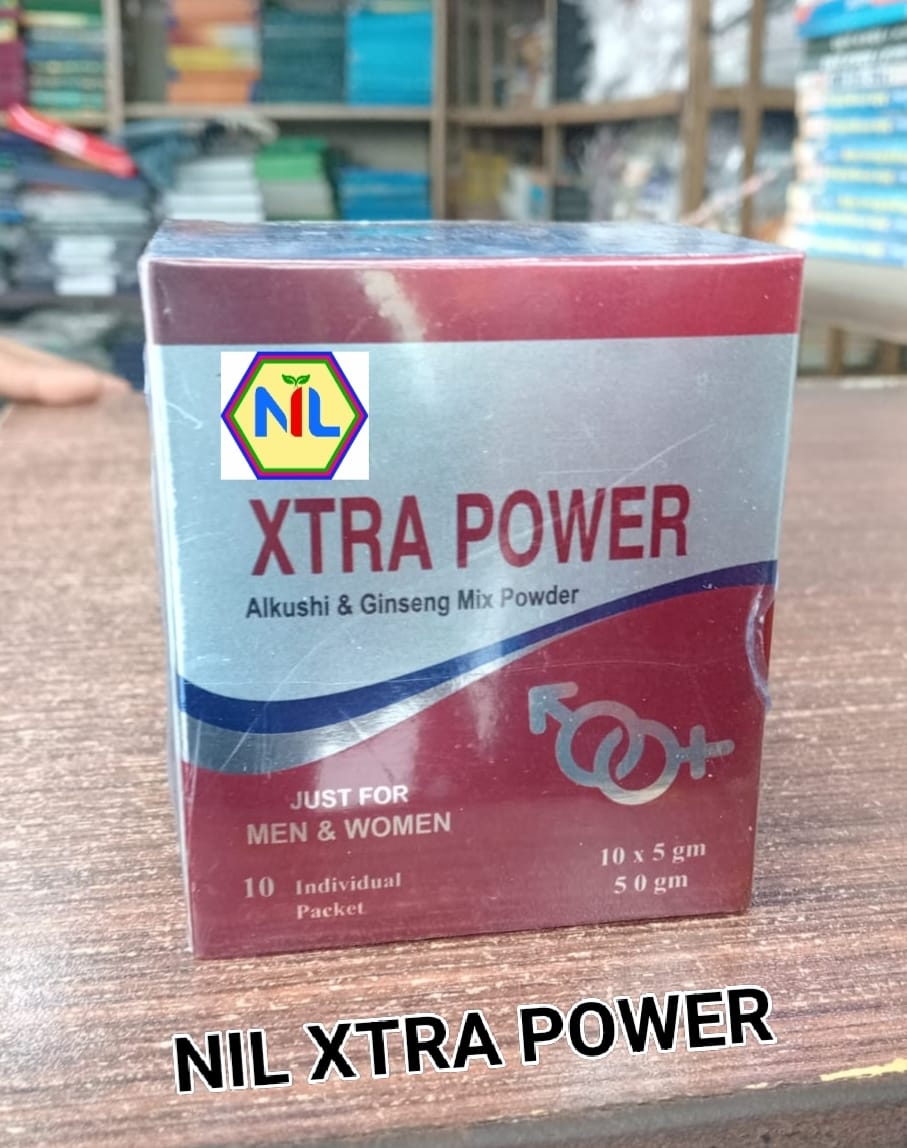 NIL
XTRA POWER
Alkushi & Ginseng Mix Powder
JUST FOR
MEN & WOMEN
10 Individual
Packet
10 x 5 gm
5 0 gm
NIL XTRA POWER